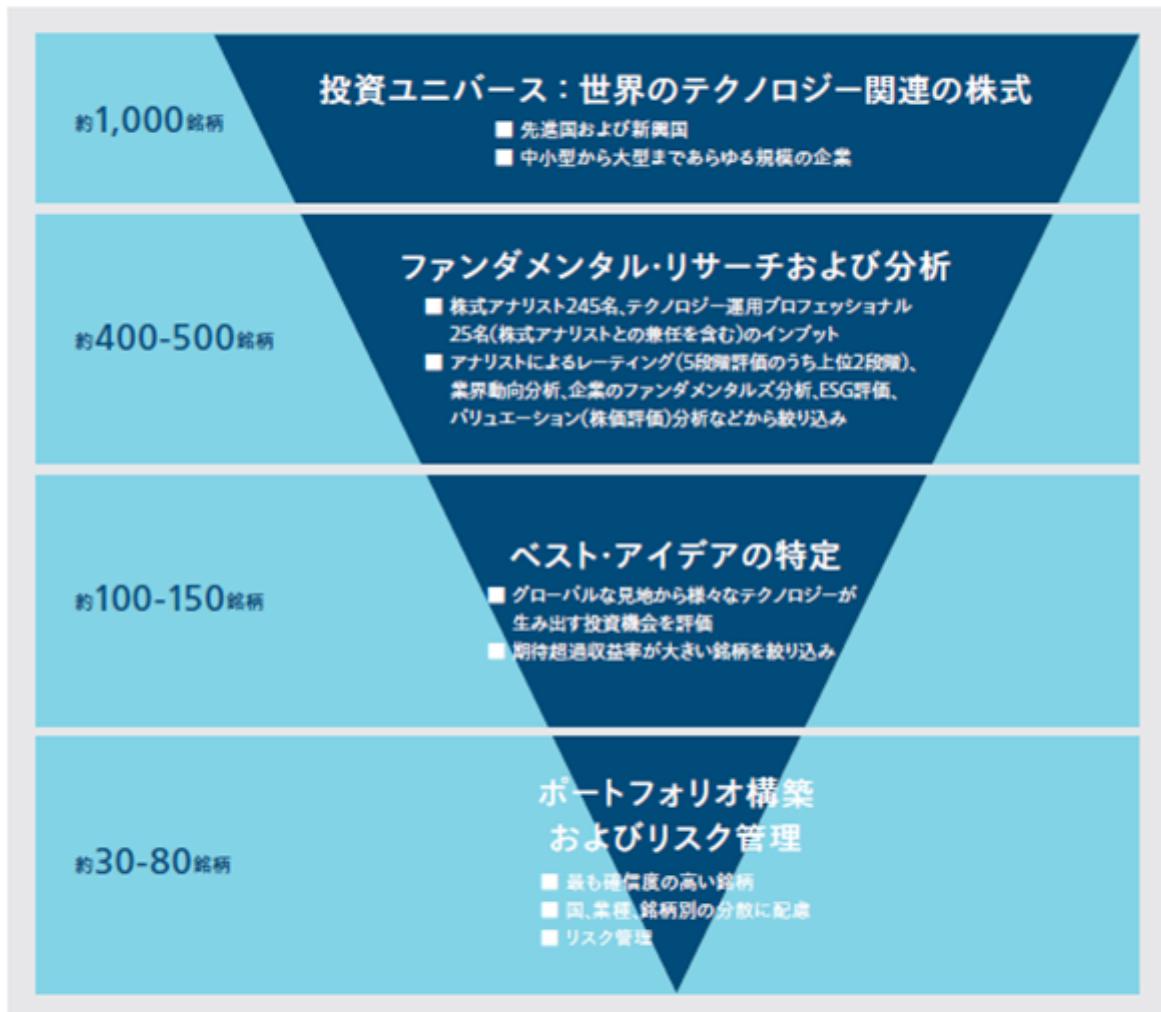 約1,000銘柄
投資ユニバース：世界のテクノロジー関連の株式
■ 先進国および新興国
■ 中小型から大型まであらゆる規模の企業
約400-500銘柄
ファンダメンタル・リサーチおよび分析
■ 株式アナリスト245名、テクノロジー運用プロフェッショナル
25名(株式アナリストとの兼任を含む)のインプット
■ アナリストによるレーティング(5段階評価のうち上位2段階)、
業界動向分析、企業のファンダメンタルズ分析、ESG評価、
バリュエーション(株価評価)分析などから絞り込み
約100-150銘柄
ベスト・アイデアの特定
■ グローバルな見地から様々なテクノロジーが
生み出す投資機会を評価
■ 期待超過収益率が大きい銘柄を絞り込み
約30-80銘柄
ポートフォリオ構築
およびリスク管理
■ 最も確信度の高い銘柄
■ 国、業種、銘柄別の分散に配慮
■ リスク管理